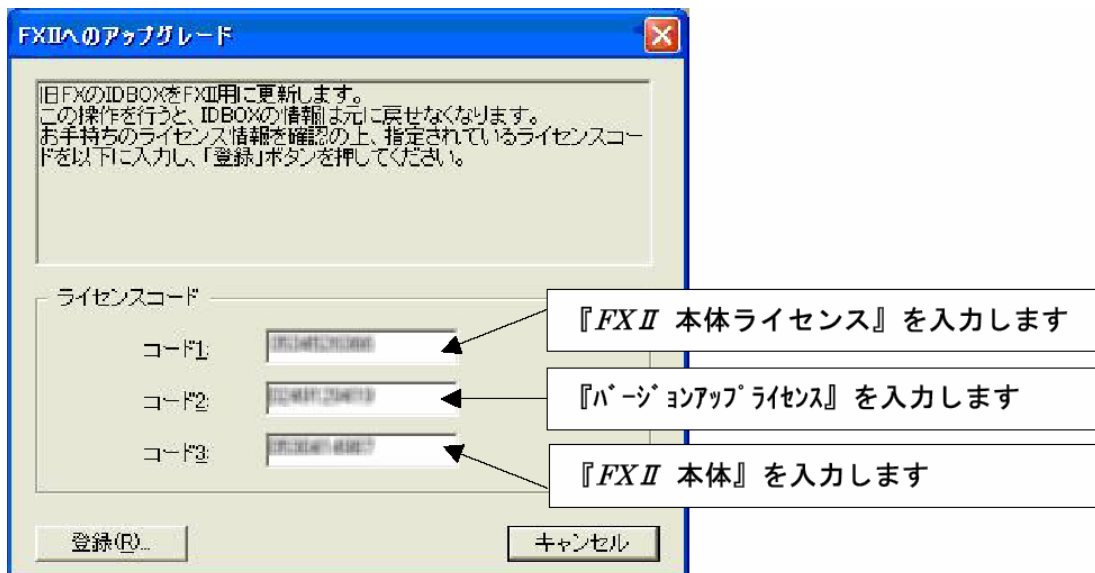 FXⅡへのアップグレード
旧FXのIDBOXをFXⅡ用に更新します。
この操作を行うと、IDBOXの情報は元に戻せなくなります。
お手持ちのライセンス情報を確認の上、指定されているライセンスコー
ドを以下に入力し、「登録」ボタンを押してください。
ライセンスコード
コード1:
『FXⅡ 本体ライセンス』を入力します
コード2:
『ﾊﾞｰｼﾞｮﾝｱｯﾌﾟﾗｲｾﾝｽ』を入力します
コード3:
『FXⅡ 本体』を入力します
登録(R)...
キャンセル